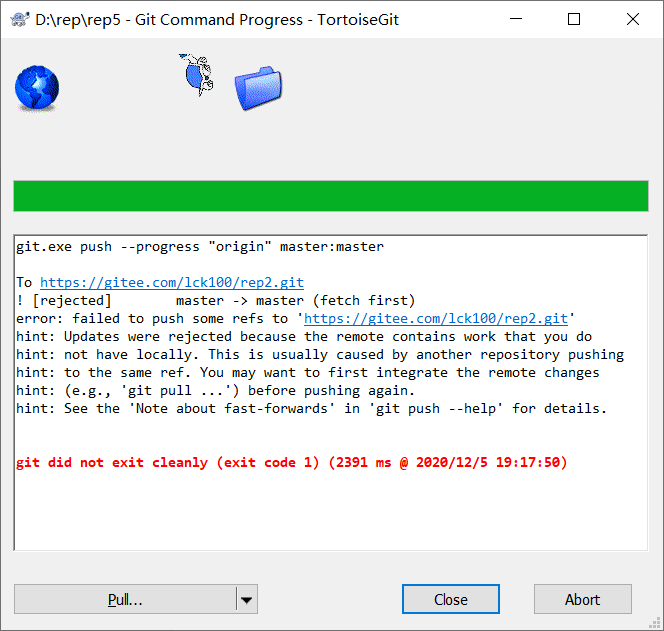 D:\rep\rep5 - Git Command Progress - TortoiseGit
git.exe push --progress "origin" master:master
To https://gitee.com/lck100/rep2.git
! [rejected]        master -> master (fetch first)
error: failed to push some refs to 'https://gitee.com/lck100/rep2.git'
hint: Updates were rejected because the remote contains work that you do
hint: not have locally. This is usually caused by another repository pushing
hint: to the same ref. You may want to first integrate the remote changes
hint: (e.g., 'git pull ...') before pushing again.
hint: See the 'Note about fast-forwards' in 'git push --help' for details.
git did not exit cleanly (exit code 1) (2391 ms @ 2020/12/5 19:17:50)
Pull...
Close
Abort